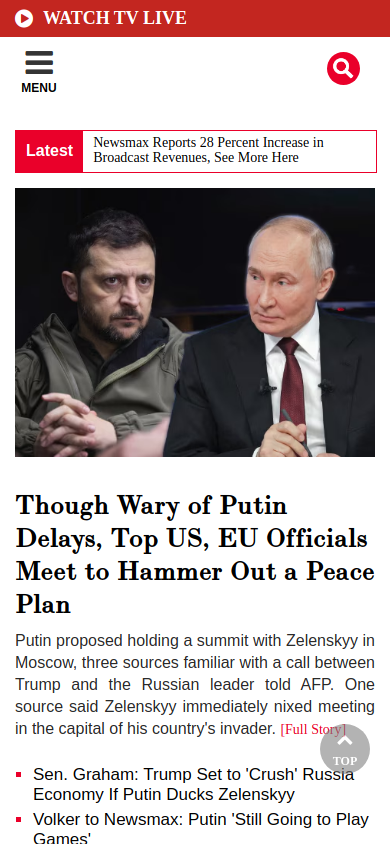 WATCH TV LIVE
MENU
Latest
Newsmax Reports 28 Percent Increase in
Broadcast Revenues, See More Here
Though Wary of Putin
Delays, Top US, EU Officials
Meet to Hammer Out a Peace
Plan
Putin proposed holding a summit with Zelenskyy in
Moscow, three sources familiar with a call between
Trump and the Russian leader told AFP. One
source said Zelenskyy immediately nixed meeting
in the capital of his country's invader. [Full Story]
TOP
Sen. Graham: Trump Set to 'Crush' Russia
Economy If Putin Ducks Zelenskyy
Volker to Newsmax: Putin 'Still Going to Play
Games'